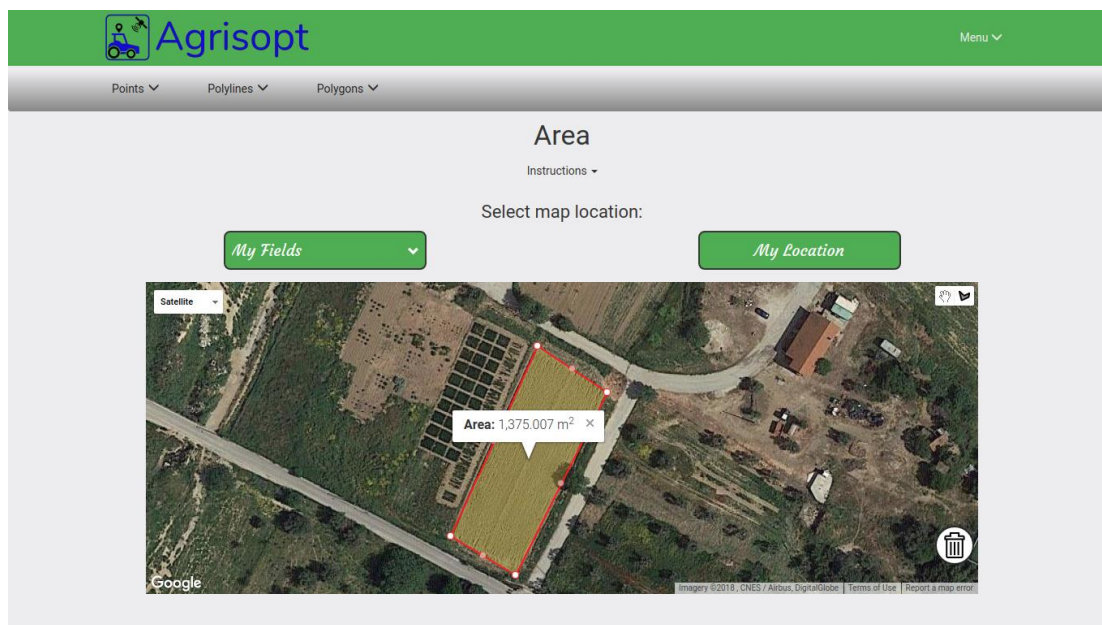 Agrisopt
Menu
Points
Polylines
Polygons
Area
Instructions
Select map location:
My Fields
My Location
Satellite
Area: 1,375.007 m²
Google
Imagery ©2018 , CNES / Airbus, DigitalGlobe
Terms of Use
Report a map error